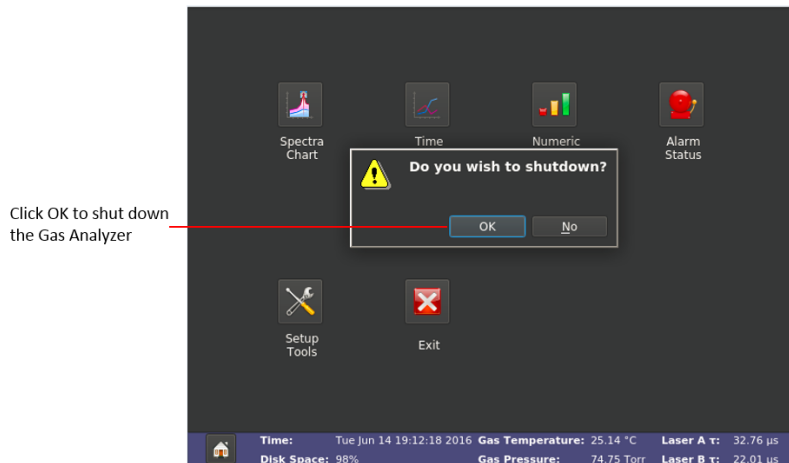 Spectra
Chart
Time
Numeric
Alarm
Status
Do you wish to shutdown?
OK
No
Click OK to shut down
the Gas Analyzer
Setup
Tools
Exit
Time: Tue Jun 14 19:12:18 2016 Gas Temperature: 25.14 °C Laser A τ: 32.76 µs
Disk Space: 98% Gas Pressure: 74.75 Torr Laser B τ: 22.01 µs